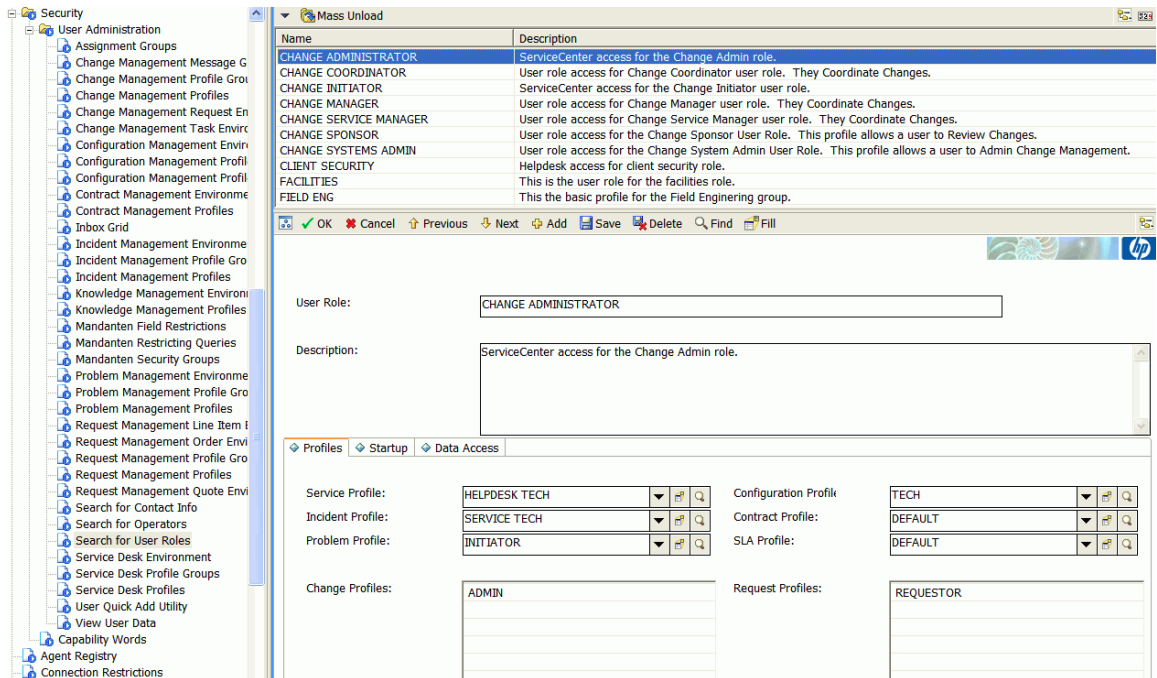 Security
User Administration
Assignment Groups
Change Management Message G
Change Management Profile Grou
Change Management Profiles
Change Management Request En
Change Management Task Enviro
Configuration Management Enviro
Configuration Management Profil
Configuration Management Profil
Contract Management Environme
Contract Management Profiles
Inbox Grid
Incident Management Environme
Incident Management Profile Gro
Incident Management Profiles
Knowledge Management Environ
Knowledge Management Profiles
Mandanten Field Restrictions
Mandanten Restricting Queries
Mandanten Security Groups
Problem Management Environme
Problem Management Profile Gro
Problem Management Profiles
Request Management Line Item E
Request Management Order Envi
Request Management Profile Gro
Request Management Profiles
Request Management Quote Envi
Search for Contact Info
Search for Operators
Search for User Roles
Service Desk Environment
Service Desk Profile Groups
Service Desk Profiles
User Quick Add Utility
View User Data
Capability Words
Agent Registry
Connection Restrictions
Mass Unload
Name Description
CHANGE ADMINISTRATOR ServiceCenter access for the Change Admin role.
CHANGE COORDINATOR User role access for Change Coordinator user role. They Coordinate Changes.
CHANGE INITIATOR ServiceCenter access for the Change Initiator user role.
CHANGE MANAGER User role access for Change Manager user role. They Coordinate Changes.
CHANGE SERVICE MANAGER User role access for Change Service Manager user role. They Coordinate Changes.
CHANGE SPONSOR User role access for the Change Sponsor User Role. This profile allows a user to Review Changes.
CHANGE SYSTEMS ADMIN User role access for the Change System Admin User Role. This profile allows a user to Admin Change Management.
CLIENT SECURITY Helpdesk access for client security role.
FACILITIES This is the user role for the facilities role.
FIELD ENG This the basic profile for the Field Enginering group.
OK Cancel Previous Next Add Save Delete Find Fill
hp
User Role: CHANGE ADMINISTRATOR
Description: ServiceCenter access for the Change Admin role.
Profiles Startup Data Access
Service Profile: HELPDESK TECH Configuration Profile TECH
Incident Profile: SERVICE TECH Contract Profile: DEFAULT
Problem Profile: INITIATOR SLA Profile: DEFAULT
Change Profiles: ADMIN Request Profiles: REQUESTOR